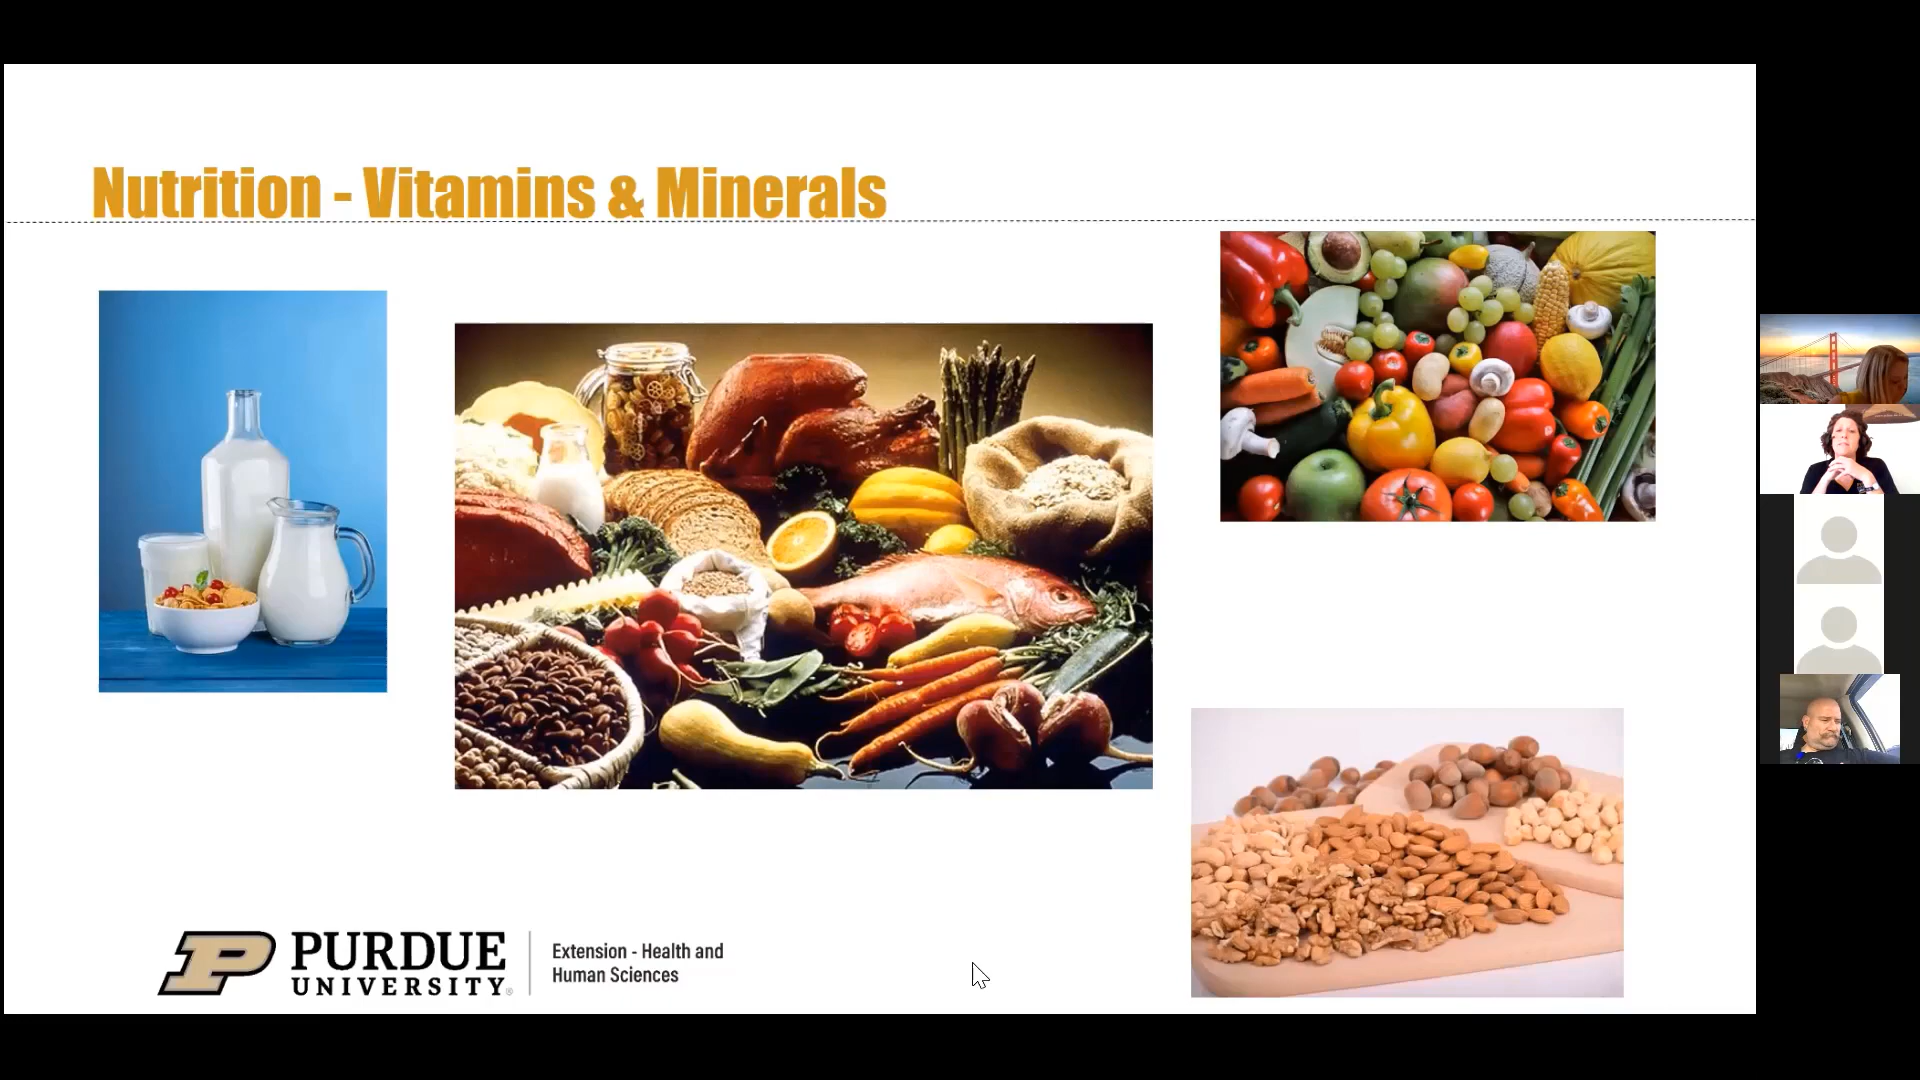 Nutrition - Vitamins & Minerals
PURDUE
UNIVERSITY®
Extension - Health and
Human Sciences